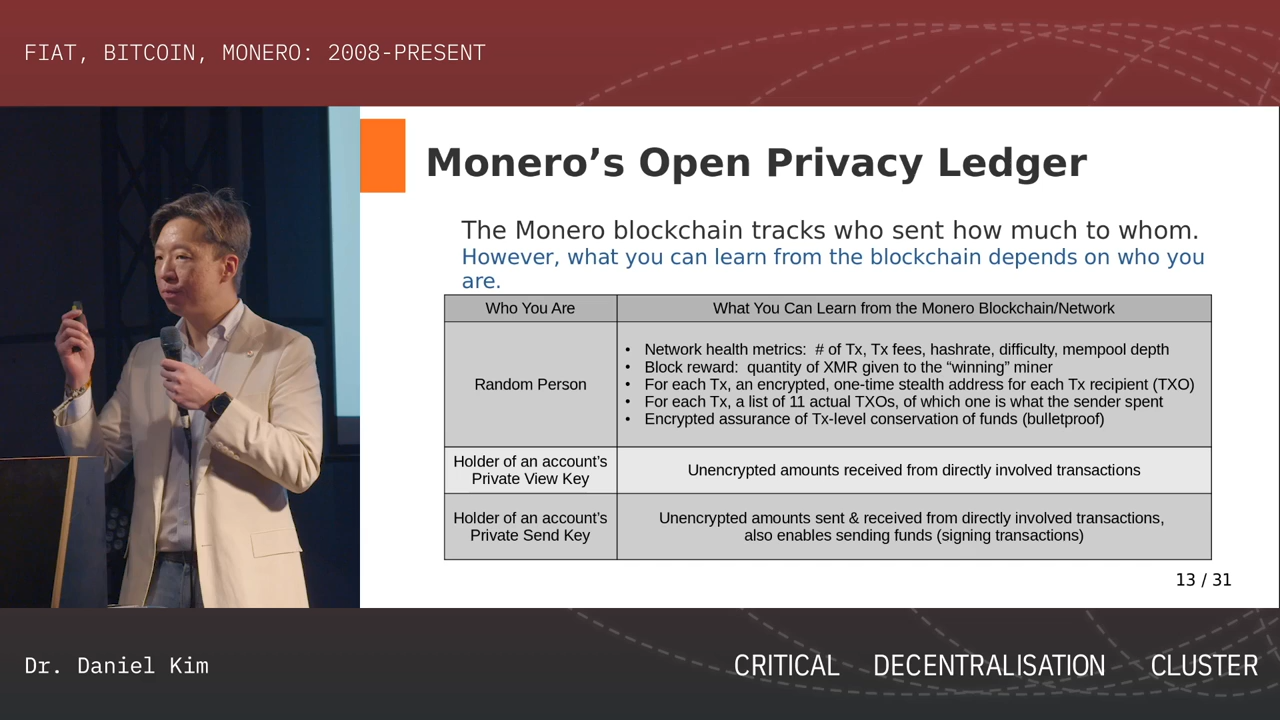 FIAT, BITCOIN, MONERO: 2008-PRESENT
Monero’s Open Privacy Ledger
The Monero blockchain tracks who sent how much to whom.
However, what you can learn from the blockchain depends on who you
are.
Who You Are
What You Can Learn from the Monero Blockchain/Network
Random Person
• Network health metrics:  # of Tx, Tx fees, hashrate, difficulty, mempool depth
• Block reward:  quantity of XMR given to the “winning” miner
• For each Tx, an encrypted, one-time stealth address for each Tx recipient (TXO)
• For each Tx, a list of 11 actual TXOs, of which one is what the sender spent
• Encrypted assurance of Tx-level conservation of funds (bulletproof)
Holder of an account’s
Private View Key
Unencrypted amounts received from directly involved transactions
Holder of an account’s
Private Send Key
Unencrypted amounts sent & received from directly involved transactions,
also enables sending funds (signing transactions)
13 / 31
Dr. Daniel Kim
CRITICAL DECENTRALISATION CLUSTER